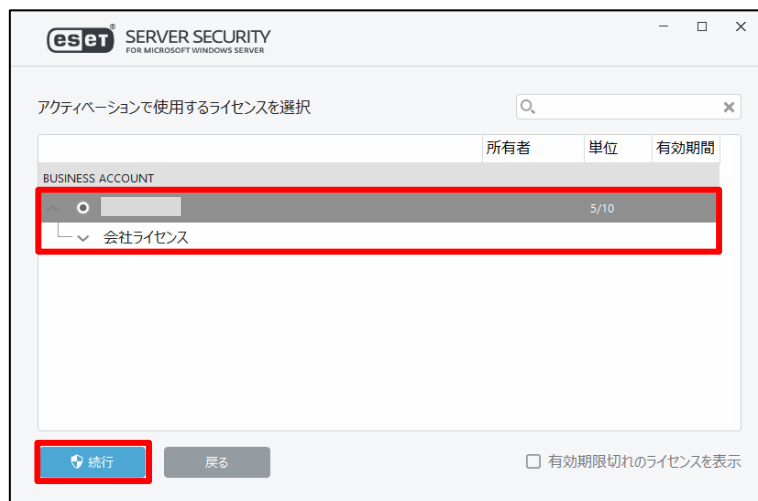 eset® SERVER SECURITY
FOR MICROSOFT WINDOWS SERVER
アクティベーションで使用するライセンスを選択
所有者 単位 有効期間
BUSINESS ACCOUNT
5/10
会社ライセンス
続行 戻る 有効期限切れのライセンスを表示